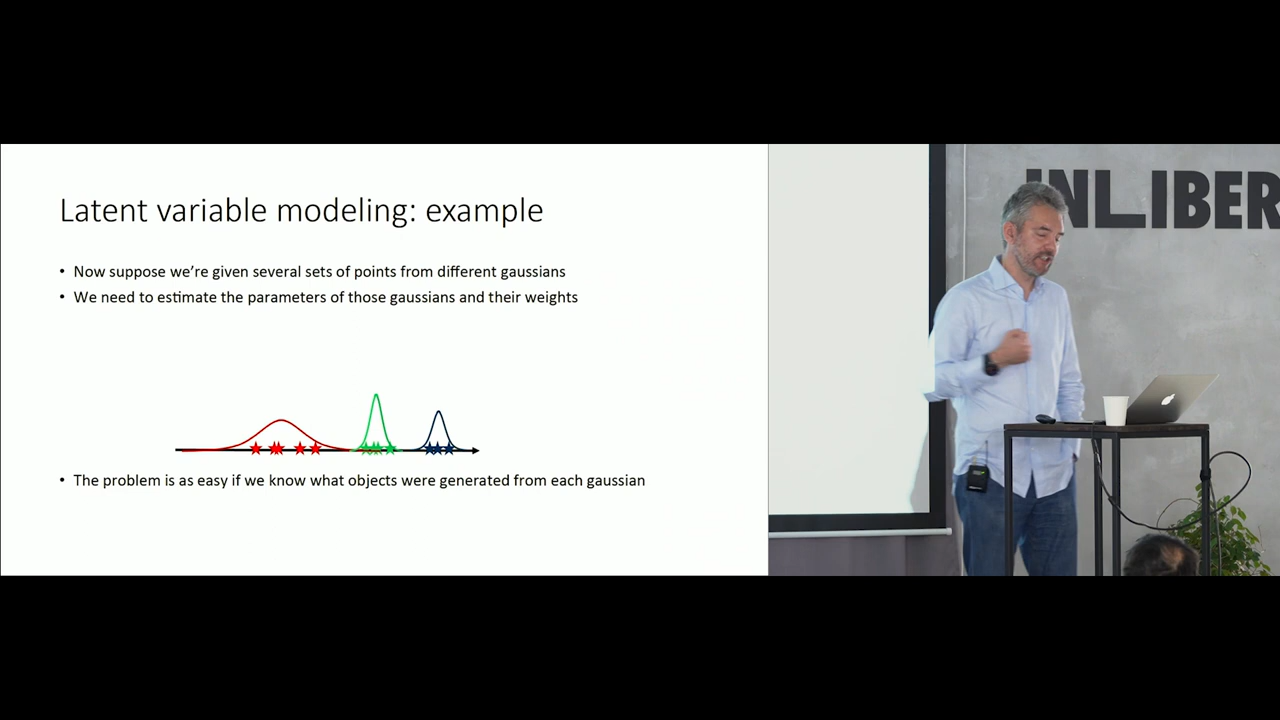 Latent variable modeling: example
• Now suppose we're given several sets of points from different gaussians
• We need to estimate the parameters of those gaussians and their weights
• The problem is as easy if we know what objects were generated from each gaussian
INLIBER